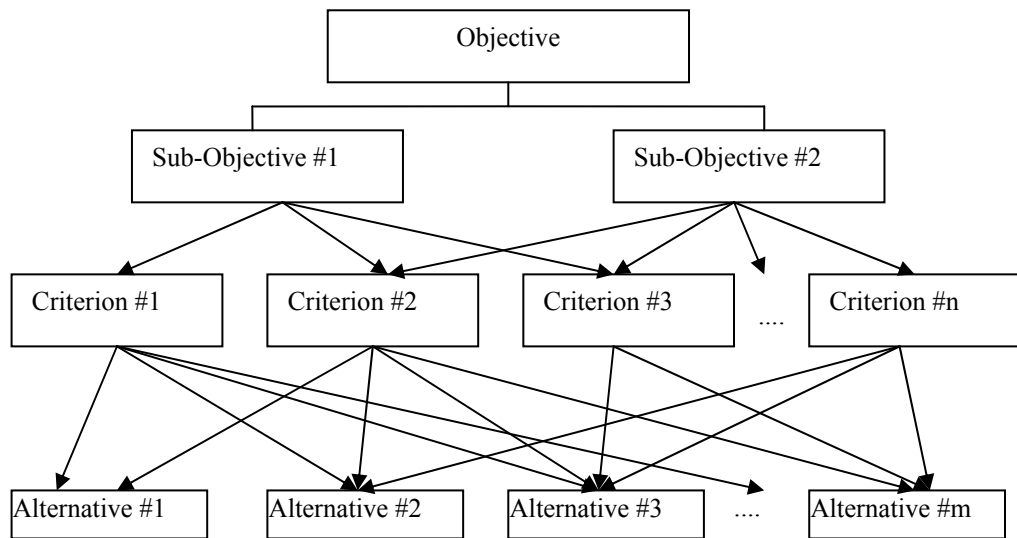 Objective
Sub-Objective #1
Sub-Objective #2
Criterion #1
Criterion #2
Criterion #3
....
Criterion #n
Alternative #1
Alternative #2
Alternative #3
....
Alternative #m